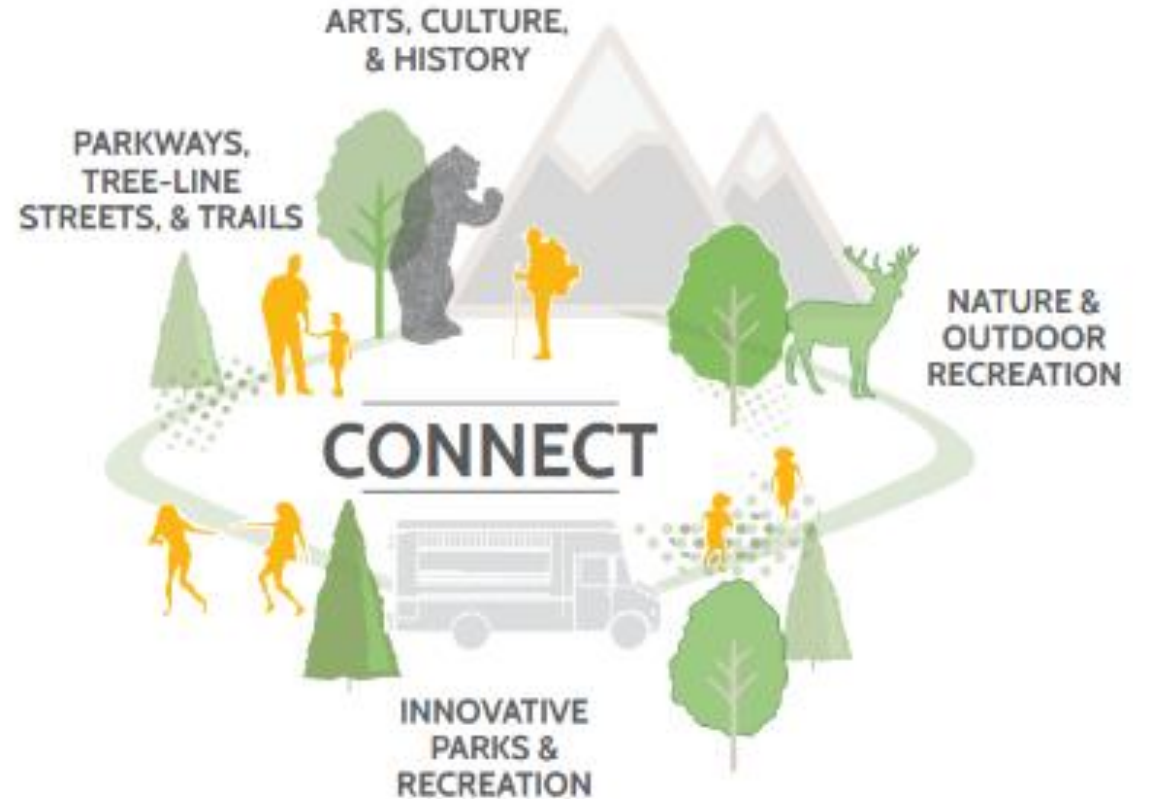 ARTS, CULTURE,
& HISTORY
PARKWAYS,
TREE-LINE
STREETS, & TRAILS
NATURE &
OUTDOOR
RECREATION
CONNECT
INNOVATIVE
PARKS &
RECREATION